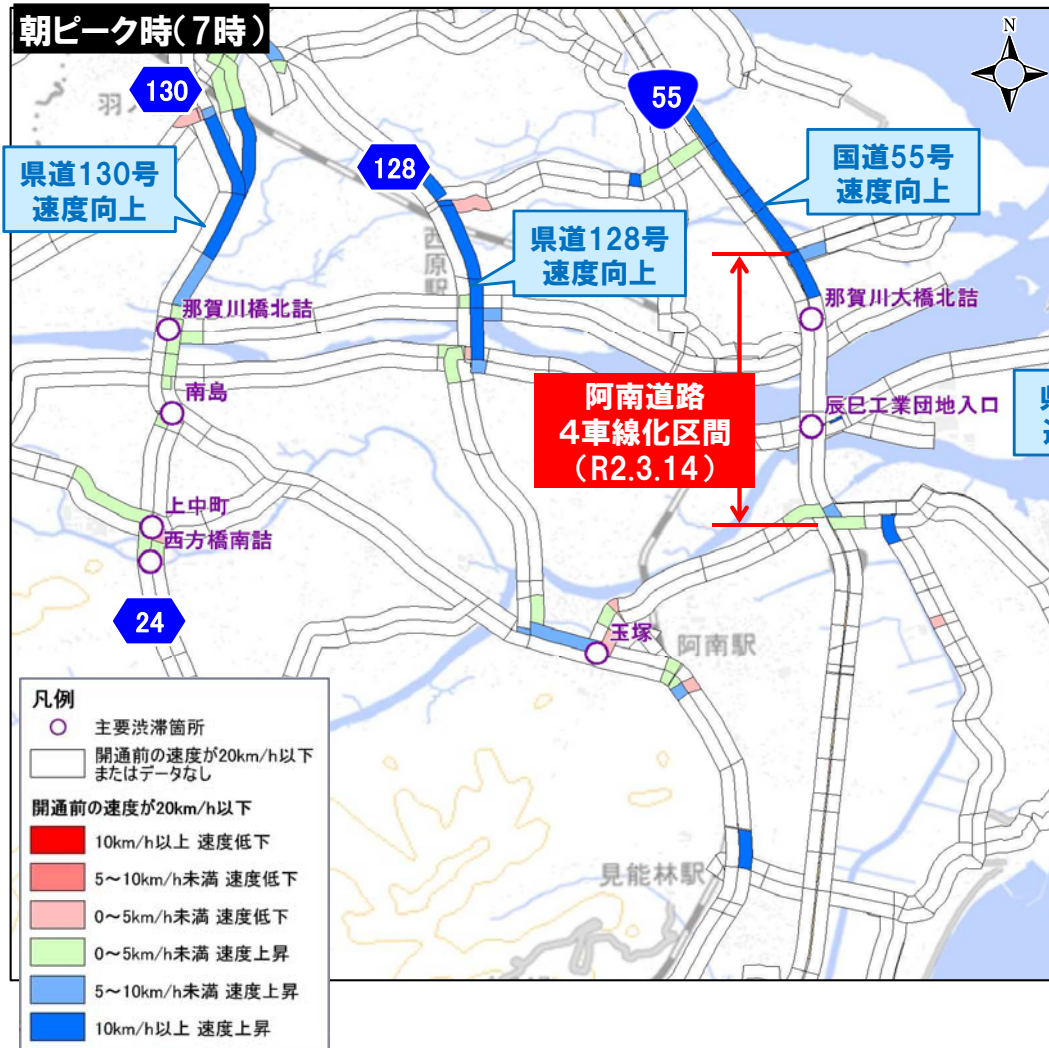 朝ピーク時(7時)
N
130
羽ノ
55
128
県道130号
速度向上
国道55号
速度向上
西原駅
県道128号
速度向上
那賀川橋北詰
那賀川大橋北詰
南島
阿南道路
4車線化区間
(R2.3.14)
辰巳工業団地入口
県
上中町
西方橋南詰
24
玉塚
阿南駅
見能林駅
凡例
主要渋滞箇所
開通前の速度が20km/h以下
またはデータなし
開通前の速度が20km/h以下
10km/h以上 速度低下
5~10km/h未満 速度低下
0~5km/h未満 速度低下
0~5km/h未満 速度上昇
5~10km/h未満 速度上昇
10km/h以上 速度上昇